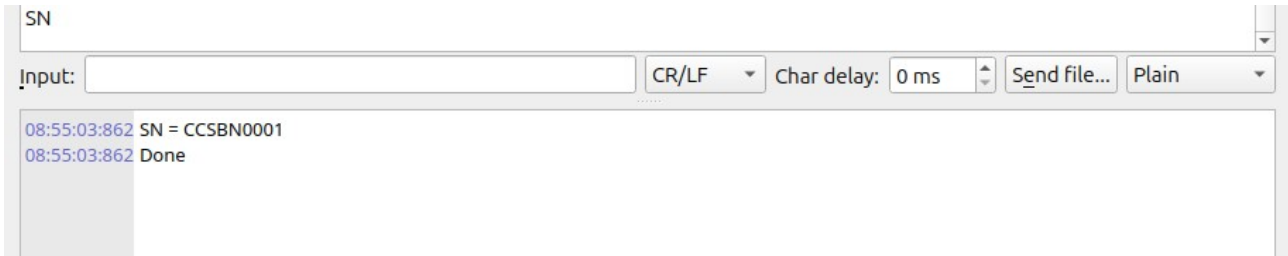 SN
Input: CR/LF Char delay: 0 ms Send file... Plain
08:55:03:862 SN = CCSBN0001
08:55:03:862 Done